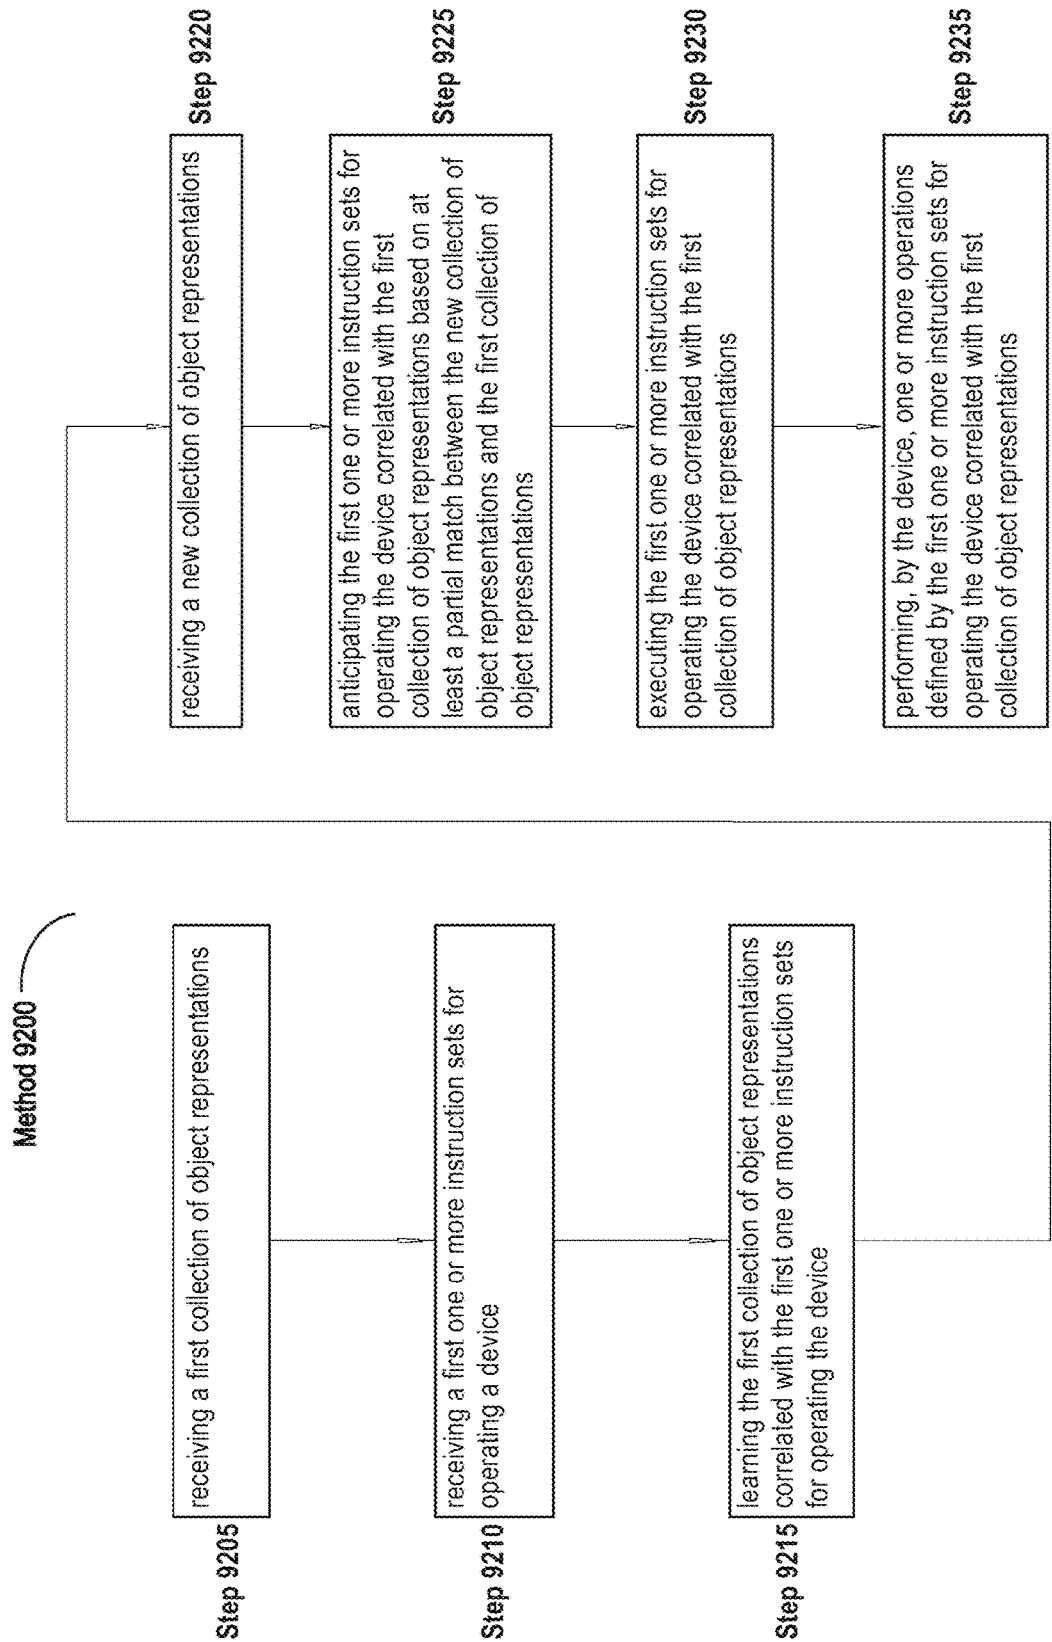 Method 9200
Step 9205
receiving a first collection of object representations
Step 9210
receiving a first one or more instruction sets for
operating a device
Step 9215
learning the first collection of object representations
correlated with the first one or more instruction sets
for operating the device
receiving a new collection of object representations
Step 9220
anticipating the first one or more instruction sets for
operating the device correlated with the first
collection of object representations based on at
least a partial match between the new collection of
object representations and the first collection of
object representations
Step 9225
executing the first one or more instruction sets for
operating the device correlated with the first
collection of object representations
Step 9230
performing, by the device, one or more operations
defined by the first one or more instruction sets for
operating the device correlated with the first
collection of object representations
Step 9235